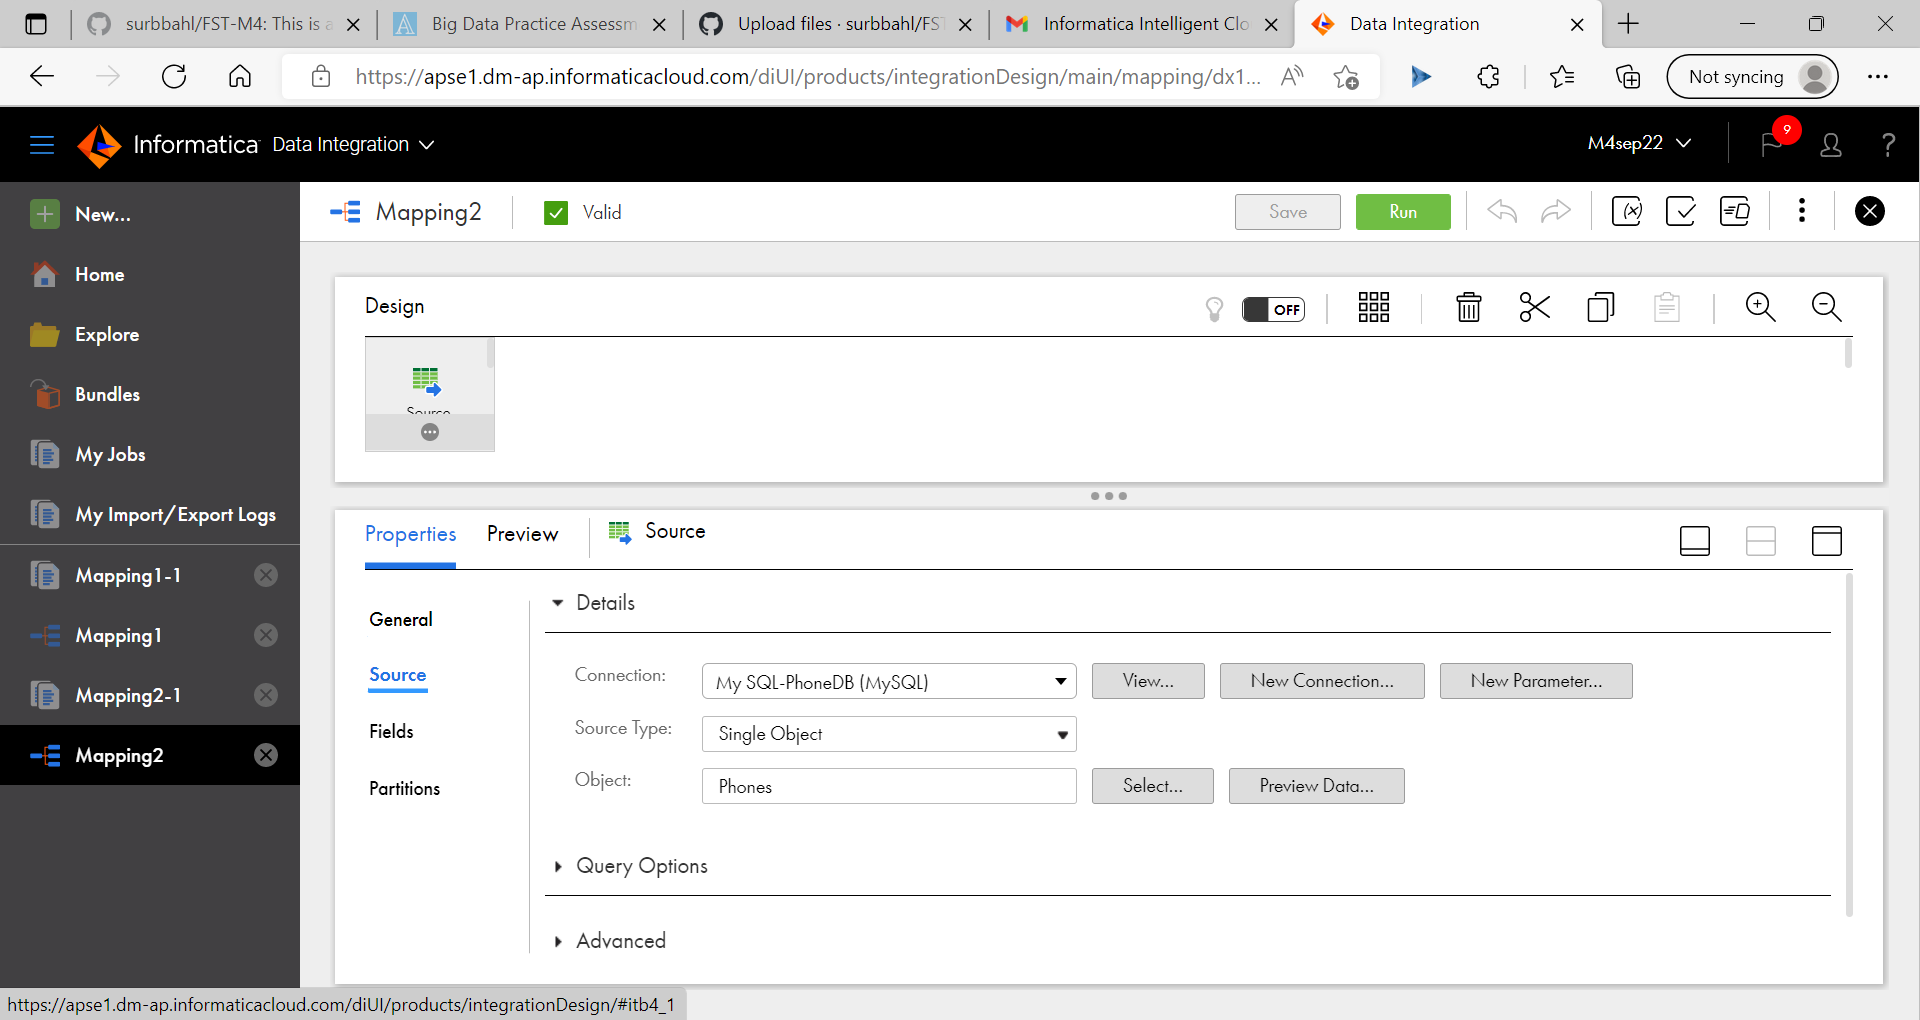 surbbahl/FST-M4: This is a
Big Data Practice Assessm
Upload files · surbbahl/FST
Informatica Intelligent Clo
Data Integration
https://apse1.dm-ap.informaticacloud.com/diUI/products/integrationDesign/main/mapping/dx1...
Not syncing
Informatica Data Integration
M4sep22
9
?
New...
Home
Explore
Bundles
My Jobs
My Import/Export Logs
Mapping1-1
Mapping1
Mapping2-1
Mapping2
Mapping2
Valid
Save
Run
Design
OFF
Source
Properties
Preview
Source
General
Source
Fields
Partitions
Details
Connection:
My SQL-PhoneDB (MySQL)
View...
New Connection...
New Parameter...
Source Type:
Single Object
Object:
Phones
Select...
Preview Data...
Query Options
Advanced
https://apse1.dm-ap.informaticacloud.com/diUI/products/integrationDesign/#itb4_1